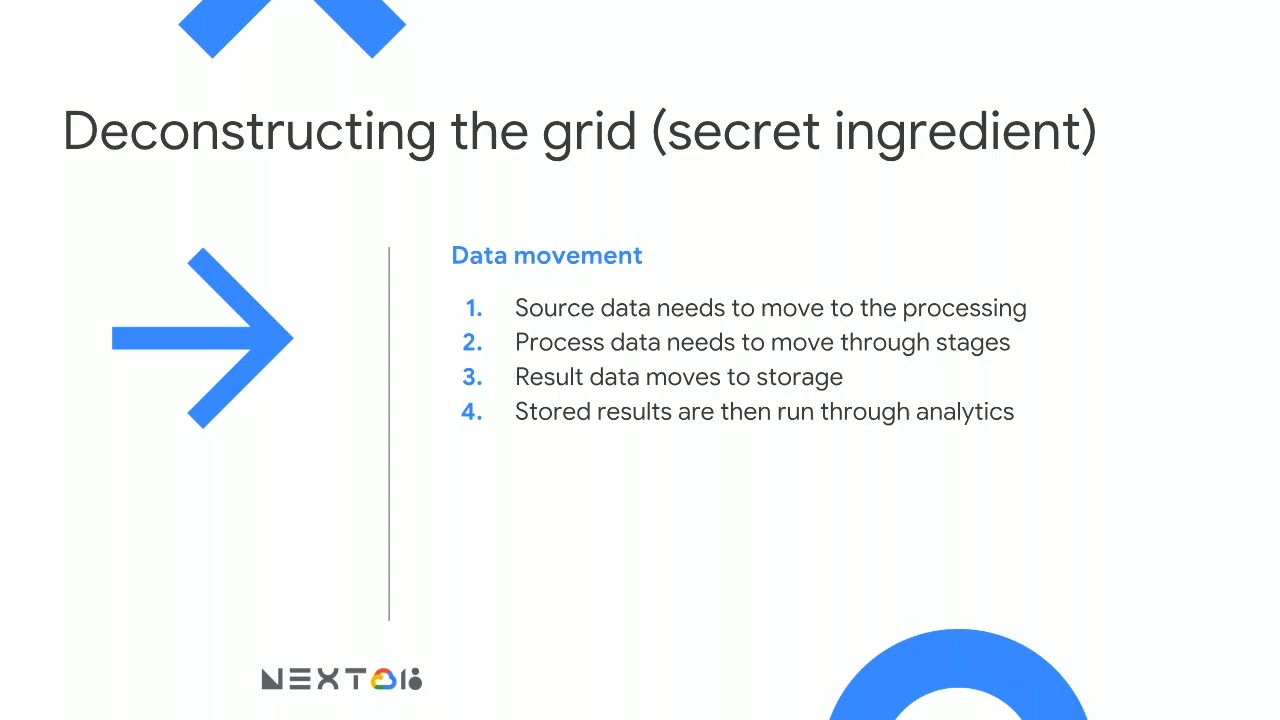 Deconstructing the grid (secret ingredient)
Data movement
1. Source data needs to move to the processing
2. Process data needs to move through stages
3. Result data moves to storage
4. Stored results are then run through analytics
NEXT 18